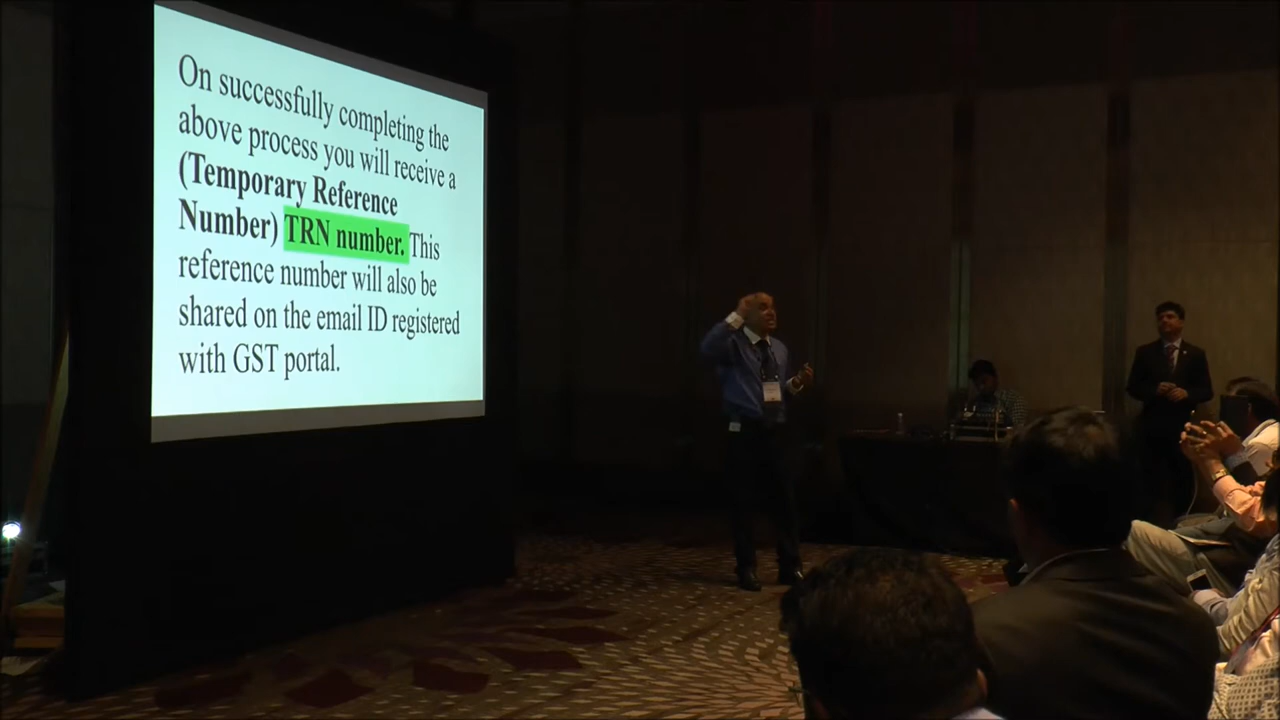 On successfully completing the
above process you will receive a
(Temporary Reference
Number) TRN number. This
reference number will also be
shared on the email ID registered
with GST portal.